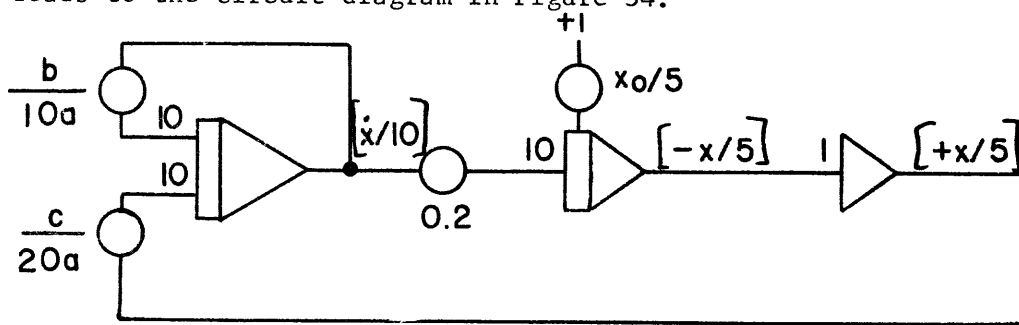 leads to the circuit diagram in Figure 34.
+1
b
10a
x0/5
10
[ẋ/10]
10
[-x/5]
1
[+x/5]
10
0.2
c
20a